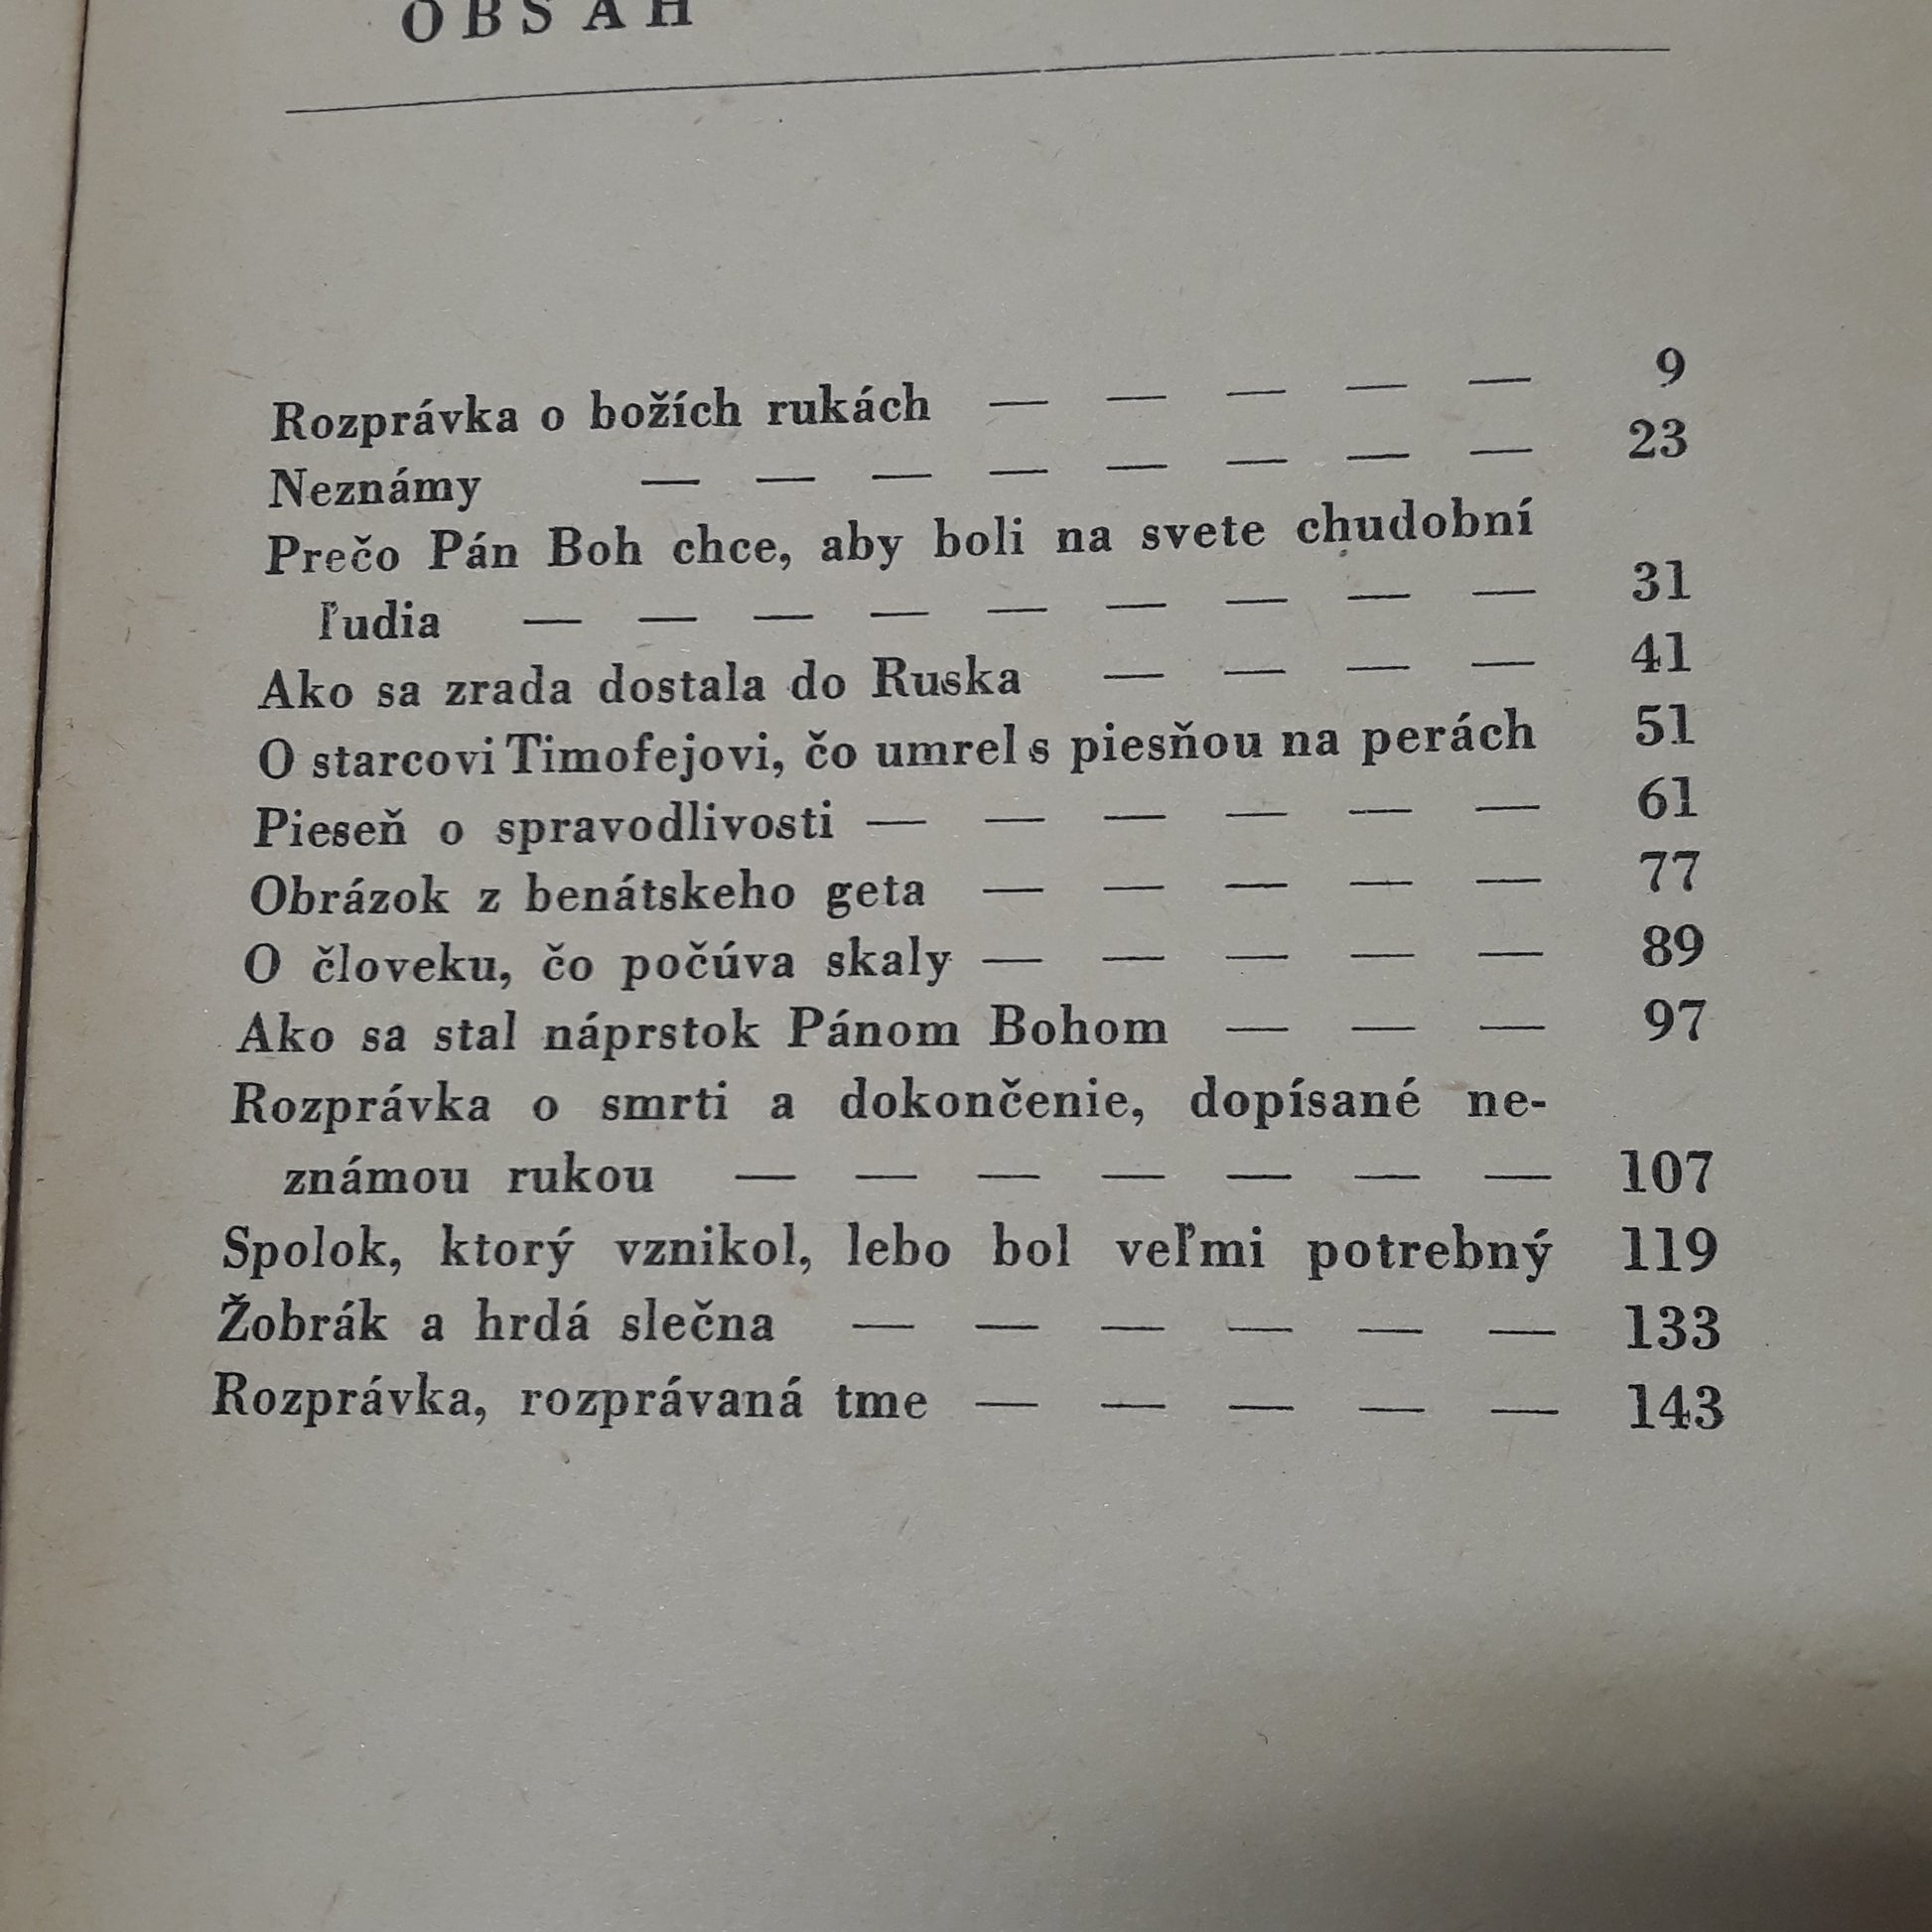 OBSAH
Rozprávka o božích rukách — — — — — 9
Neznámy — — — — — — — — 23
Prečo Pán Boh chce, aby boli na svete chudobní
ľudia — — — — — — — — — 31
Ako sa zrada dostala do Ruska — — — — 41
O starcovi Timofejovi, čo umrel s piesňou na perách 51
Pieseň o spravodlivosti — — — — — — 61
Obrázok z benátskeho geta — — — — — 77
O človeku, čo počúva skaly — — — — — 89
Ako sa stal náprstok Pánom Bohom — — — 97
Rozprávka o smrti a dokončenie, dopísané ne-
známou rukou — — — — — — — 107
Spolok, ktorý vznikol, lebo bol veľmi potrebný 119
Žobrák a hrdá slečna — — — — — — 133
Rozprávka, rozprávaná tme — — — — — 143